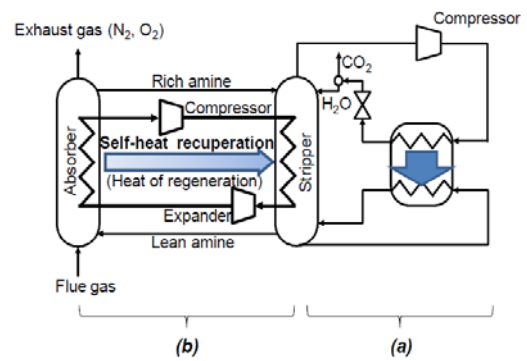 Compressor
Exhaust gas (N₂, O₂)
CO₂
Rich amine
Compressor
H₂O
Self-heat recuperation
(Heat of regeneration)
Absorber
Stripper
Expander
Lean amine
Flue gas
(b)
(a)